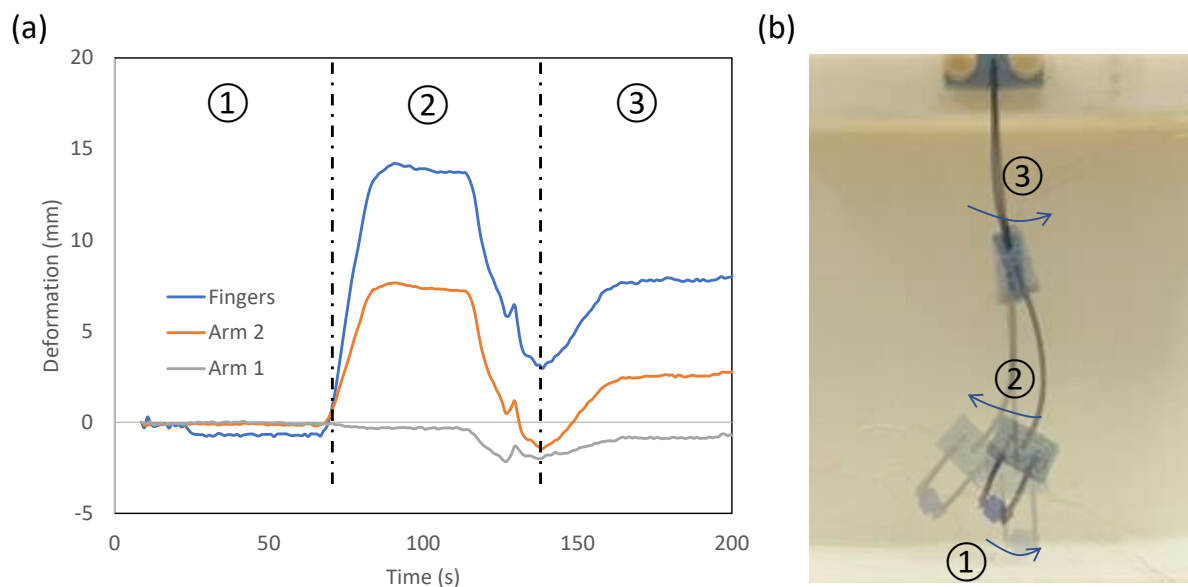 (a)
(b)
20
15
10
5
0
-5
Deformation (mm)
① ② ③
Fingers
Arm 2
Arm 1
0 50 100 150 200
Time (s)
③
②
①